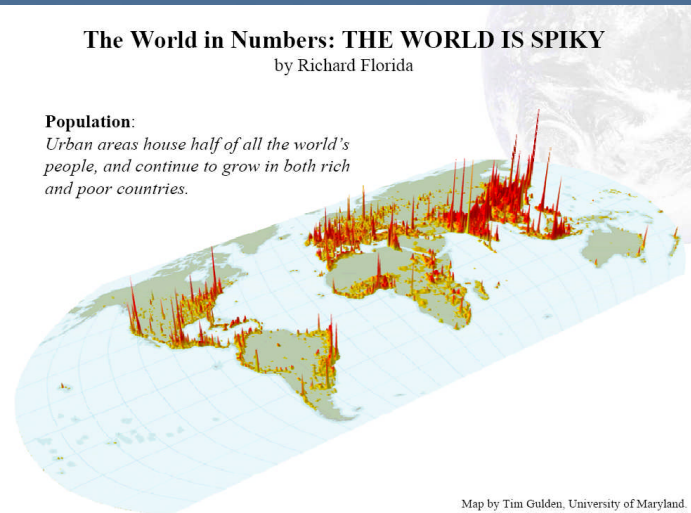 The World in Numbers: THE WORLD IS SPIKY
by Richard Florida
Population:
Urban areas house half of all the world's
people, and continue to grow in both rich
and poor countries.
Map by Tim Gulden, University of Maryland.